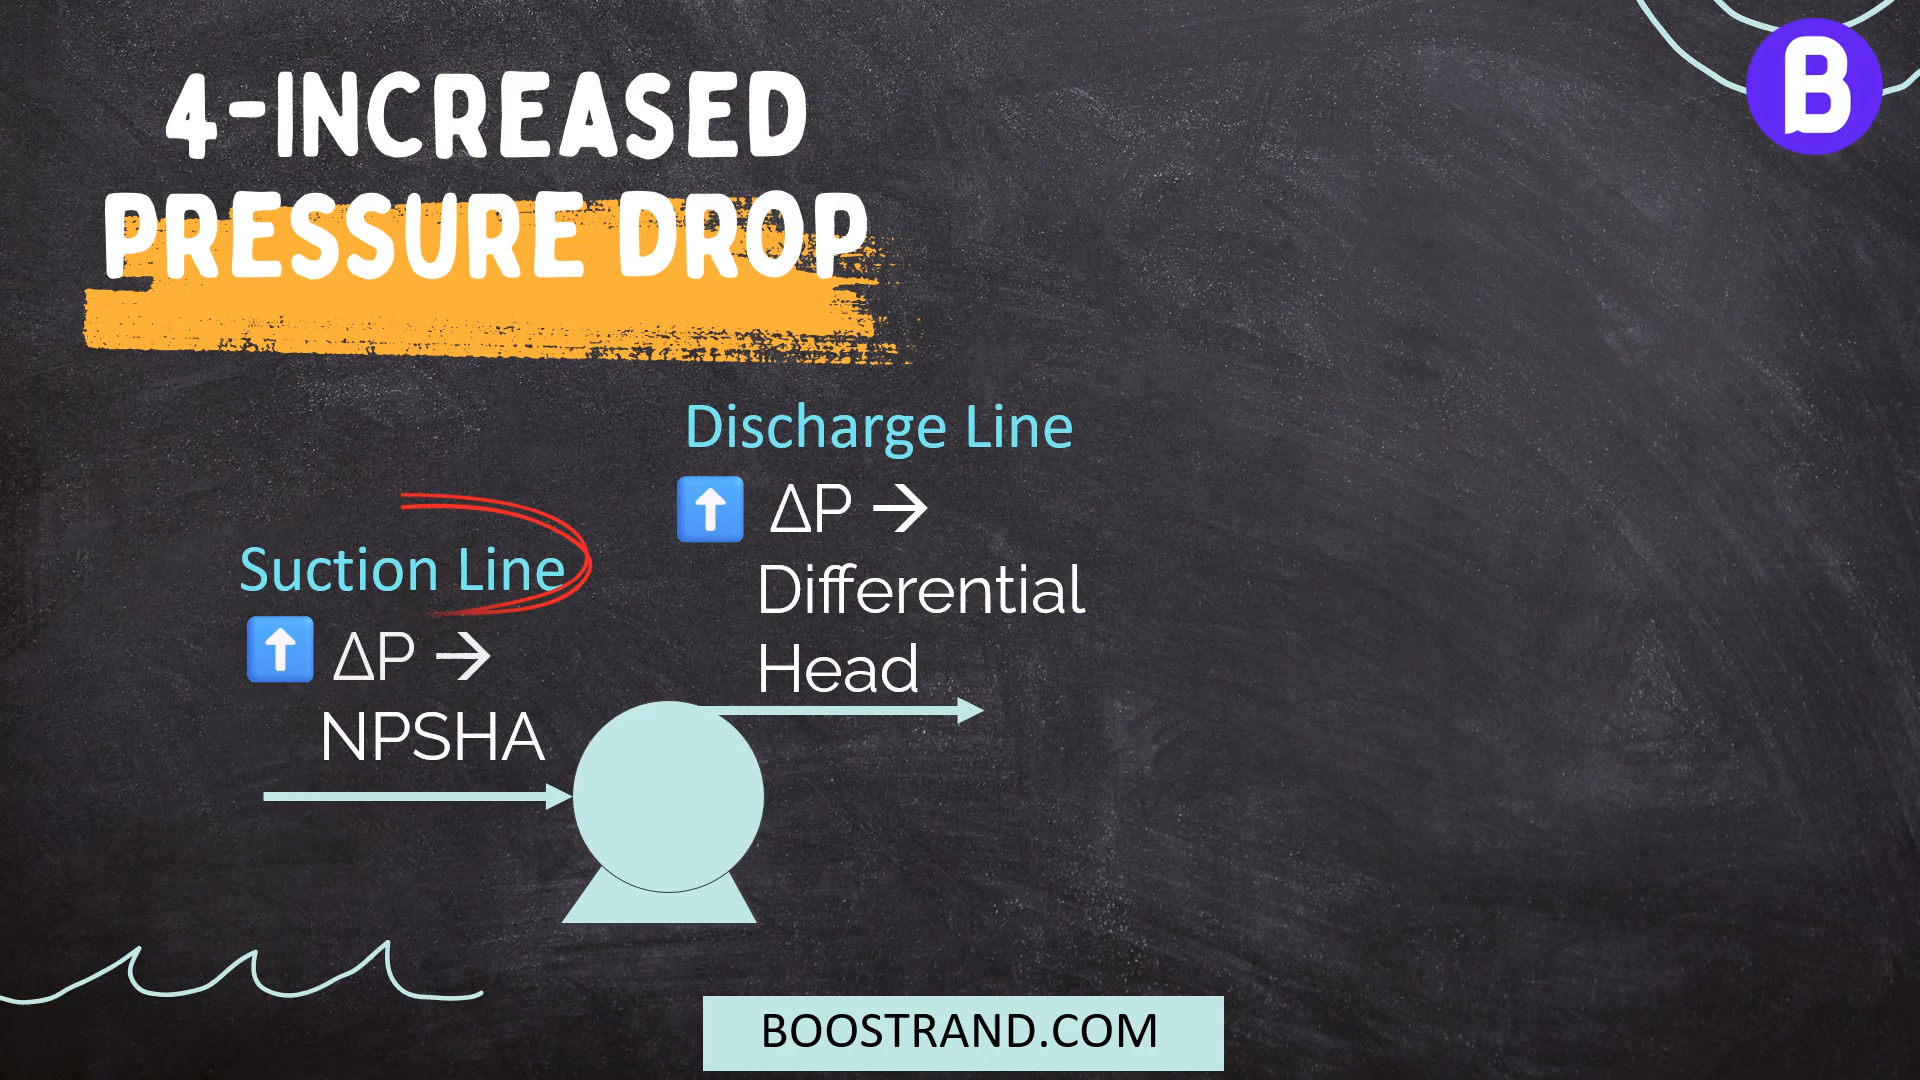 4-INCREASED
PRESSURE DROP
B
Discharge Line
⬆ ΔP →
Differential
Head
Suction Line
⬆ ΔP →
NPSHA
BOOSTRAND.COM